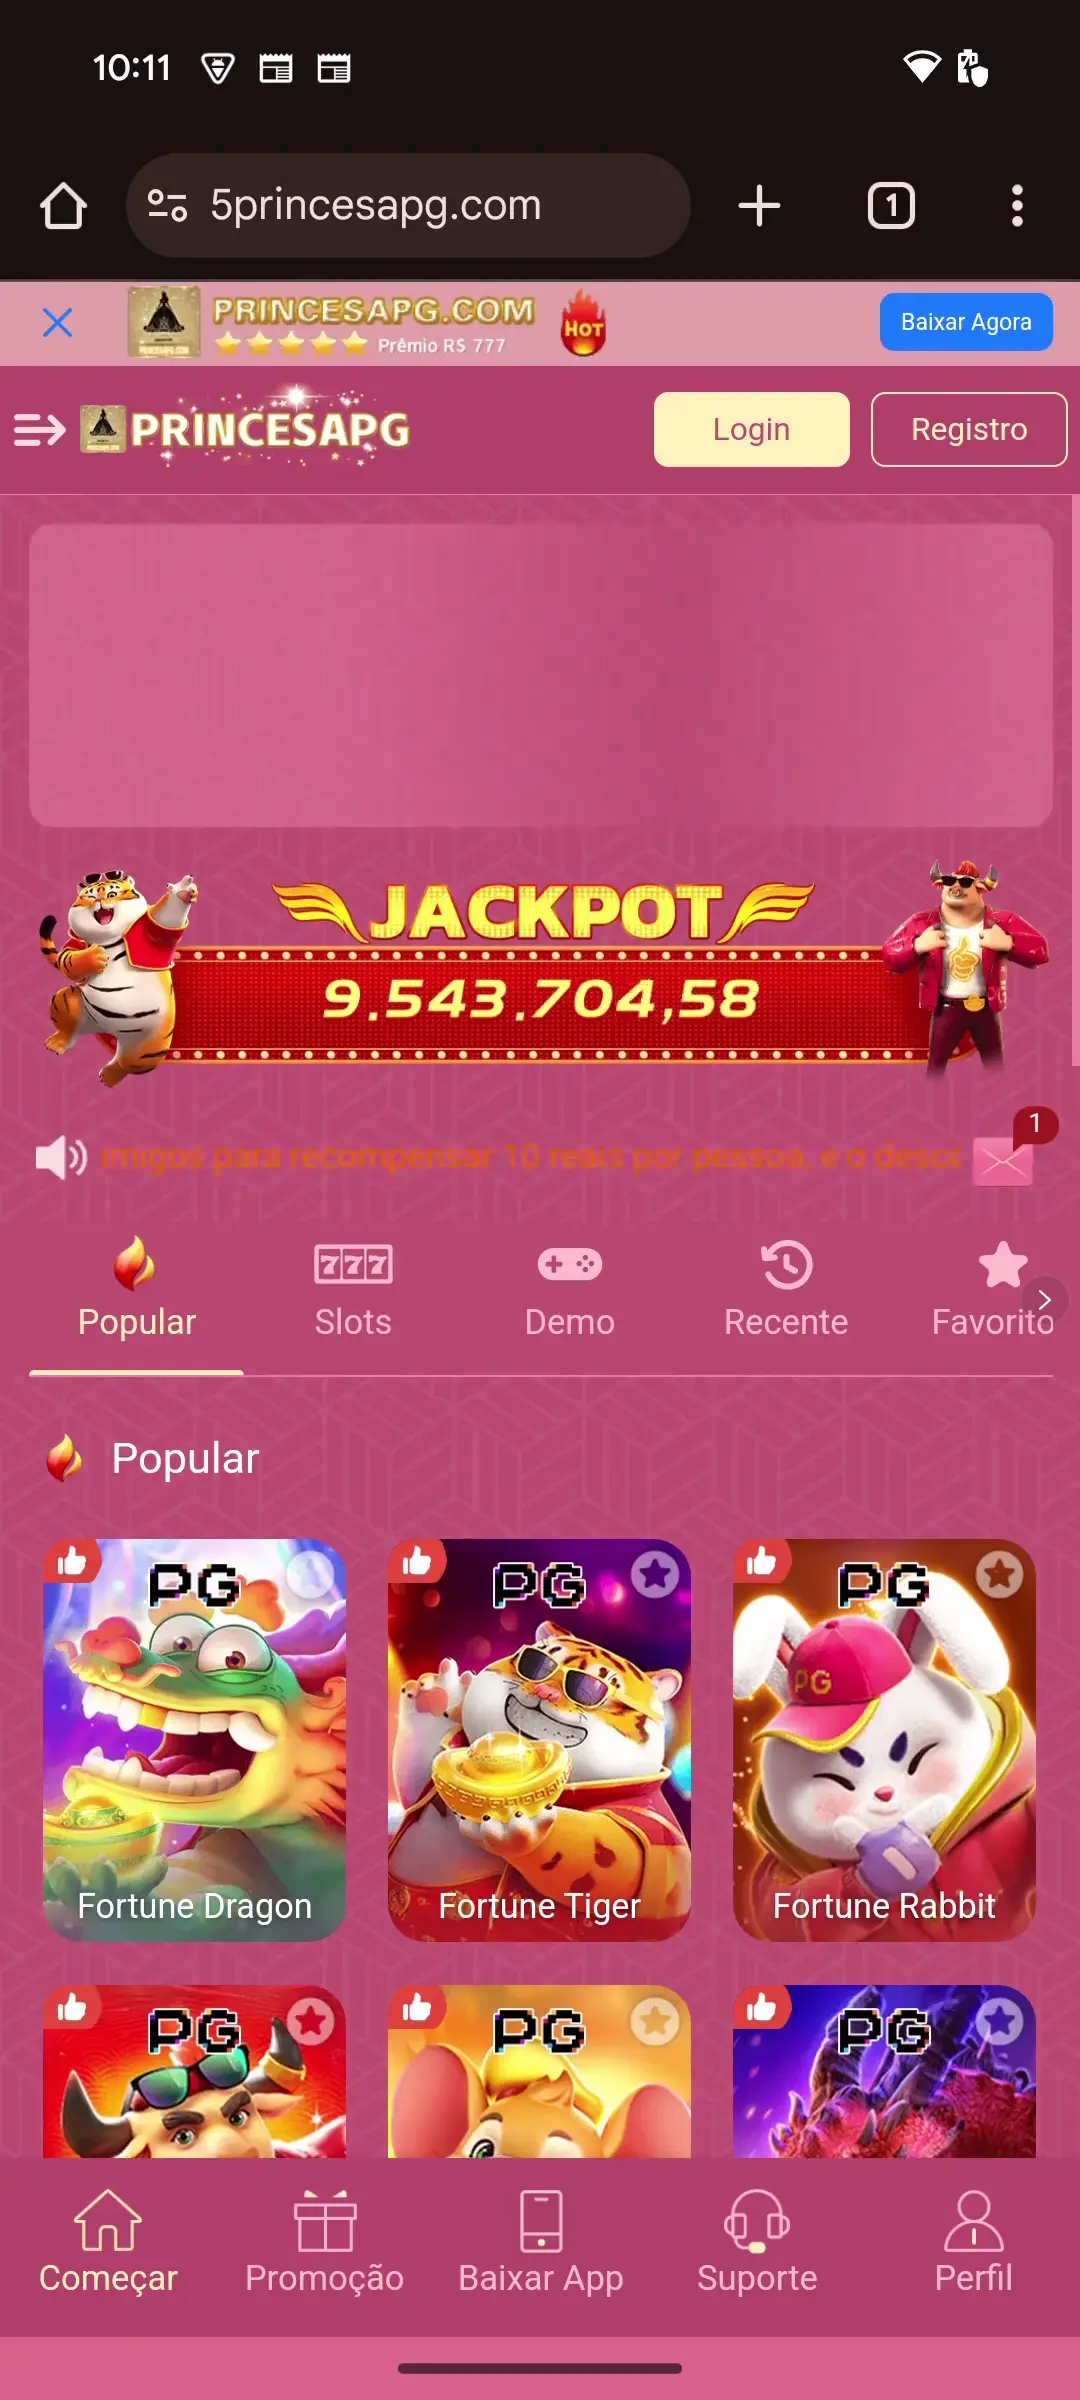 10:11
5princesapg.com
1
PRINCESAPG.COM
Prêmio R$ 777
HOT
Baixar Agora
PRINCESAPG
Login
Registro
JACKPOT
9.543.704,58
migos para recompensar 10 reais por pessoa, e o desc
1
777
Popular
Slots
Demo
Recente
Favorito
Popular
PG
PG
PG
PG
Fortune Dragon
Fortune Tiger
Fortune Rabbit
PG
PG
PG
Começar
Promoção
Baixar App
Suporte
Perfil